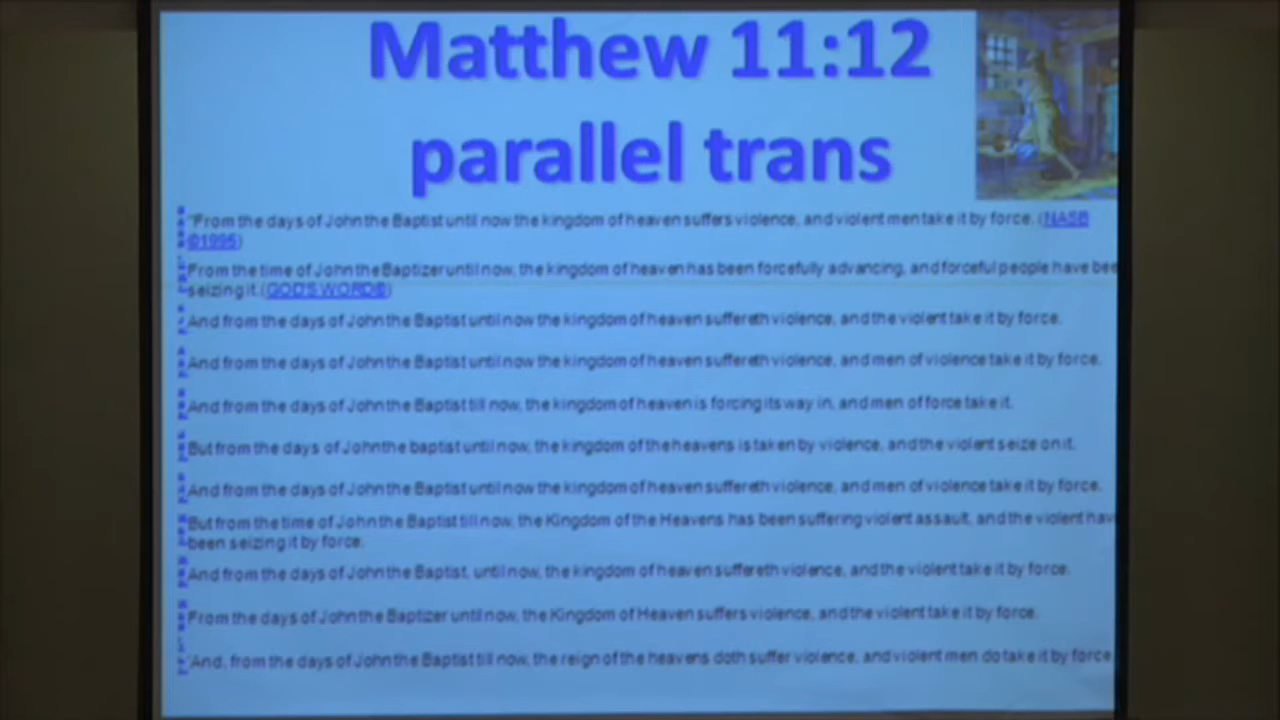 Matthew 11:12
parallel trans
"From the days of John the Baptist until now the kingdom of heaven suffers violence, and violent men take it by force. (NASB
©1995)
From the time of John the Baptizer until now, the kingdom of heaven has been forcefully advancing, and forceful people have bee
seizing it.(GOD'S WORD®)
And from the days of John the Baptist until now the kingdom of heaven suffereth violence, and the violent take it by force.
And from the days of John the Baptist until now the kingdom of heaven suffereth violence, and men of violence take it by force.
And from the days of John the Baptist till now, the kingdom of heaven is forcing its way in, and men of force take it.
But from the days of John the baptist until now, the kingdom of the heavens is taken by violence, and the violent seize on it.
And from the days of John the Baptist until now the kingdom of heaven suffereth violence, and men of violence take it by force.
But from the time of John the Baptist till now, the Kingdom of the Heavens has been suffering violent assault, and the violent hav
been seizing it by force.
And from the days of John the Baptist, until now, the kingdom of heaven suffereth violence, and the violent take it by force.
From the days of John the Baptizer until now, the Kingdom of Heaven suffers violence, and the violent take it by force.
'And, from the days of John the Baptist till now, the reign of the heavens doth suffer violence, and violent men do take it by force